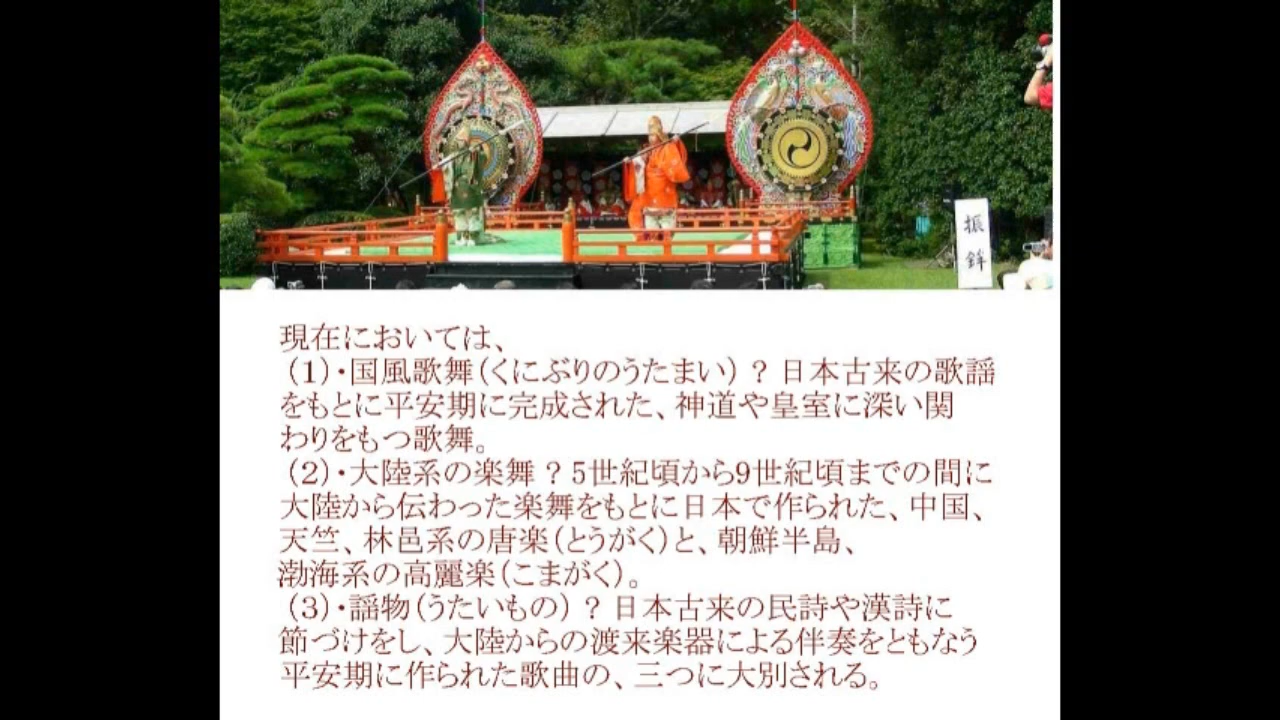 振
鉾
現在においては、
（1）・国風歌舞（くにぶりのうたまい）？日本古来の歌謡
をもとに平安期に完成された、神道や皇室に深い関
わりをもつ歌舞。
（2）・大陸系の楽舞？5世紀頃から9世紀頃までの間に
大陸から伝わった楽舞をもとに日本で作られた、中国、
天竺、林邑系の唐楽（とうがく）と、朝鮮半島、
渤海系の高麗楽（こまがく）。
（3）・謡物（うたいもの）？日本古来の民詩や漢詩に
節づけをし、大陸からの渡来楽器による伴奏をともなう
平安期に作られた歌曲の、三つに大別される。